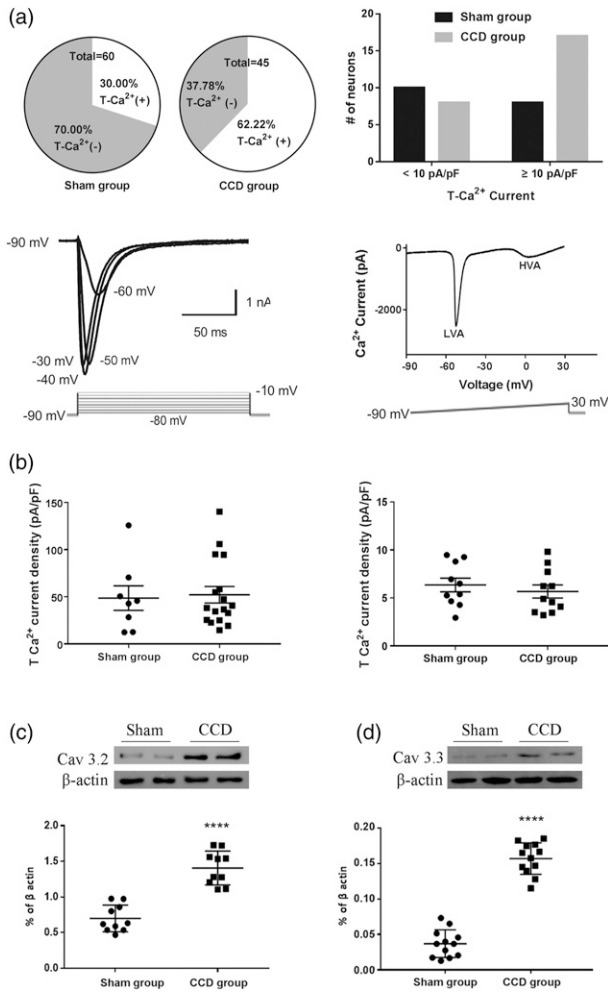 (a)
Total=60
30.00%
T-Ca²⁺(+)
70.00%
T-Ca²⁺(-)
Sham group
Total=45
37.78%
T-Ca²⁺ (-)
62.22%
T-Ca²⁺ (+)
CCD group
Sham group
CCD group
# of neurons
20
15
10
5
0
< 10 pA/pF
≥ 10 pA/pF
T-Ca²⁺ Current
-90 mV
-60 mV
1 nA
50 ms
-30 mV
-50 mV
-40 mV
-10 mV
-90 mV
-80 mV
Ca²⁺ Current (pA)
0
-2000
HVA
LVA
-90
-60
-30
0
30
Voltage (mV)
-90 mV
30 mV
(b)
T Ca²⁺ current density (pA/pF)
150
100
50
0
Sham group
CCD group
T Ca²⁺ current density (pA/pF)
15
10
5
0
Sham group
CCD group
(c)
Sham
CCD
Cav 3.2
β-actin
% of β actin
2.0
1.5
1.0
0.5
0.0
****
Sham group
CCD group
(d)
Sham
CCD
Cav 3.3
β-actin
% of β actin
0.20
0.15
0.10
0.05
0.00
****
Sham group
CCD group